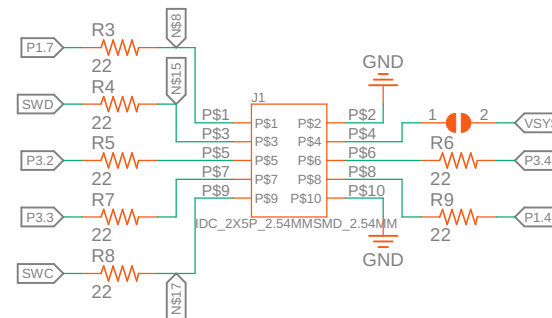 R3
N$8
P1.7
22
GND
R4
N$15
J1
SWD
P$1
P$1
P$2
P$2
1
2
VSYS
22
P$3
P$3
P$4
P$4
R5
P$5
P$5
P$6
P$6
R6
P3.2
P3.4
22
P$7
P$7
P$8
P$8
22
R7
P$9
P$9
P$10
P$10
R9
P3.3
P1.4
22
IDC_2X5P_2.54MMSMD_2.54MM
22
R8
GND
SWC
22
N$17